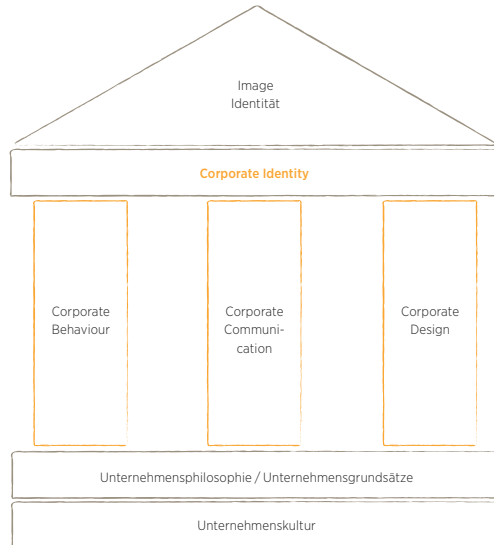 Image
Identität
Corporate Identity
Corporate
Behaviour
Corporate
Communi-
cation
Corporate
Design
Unternehmensphilosophie / Unternehmensgrundsätze
Unternehmenskultur